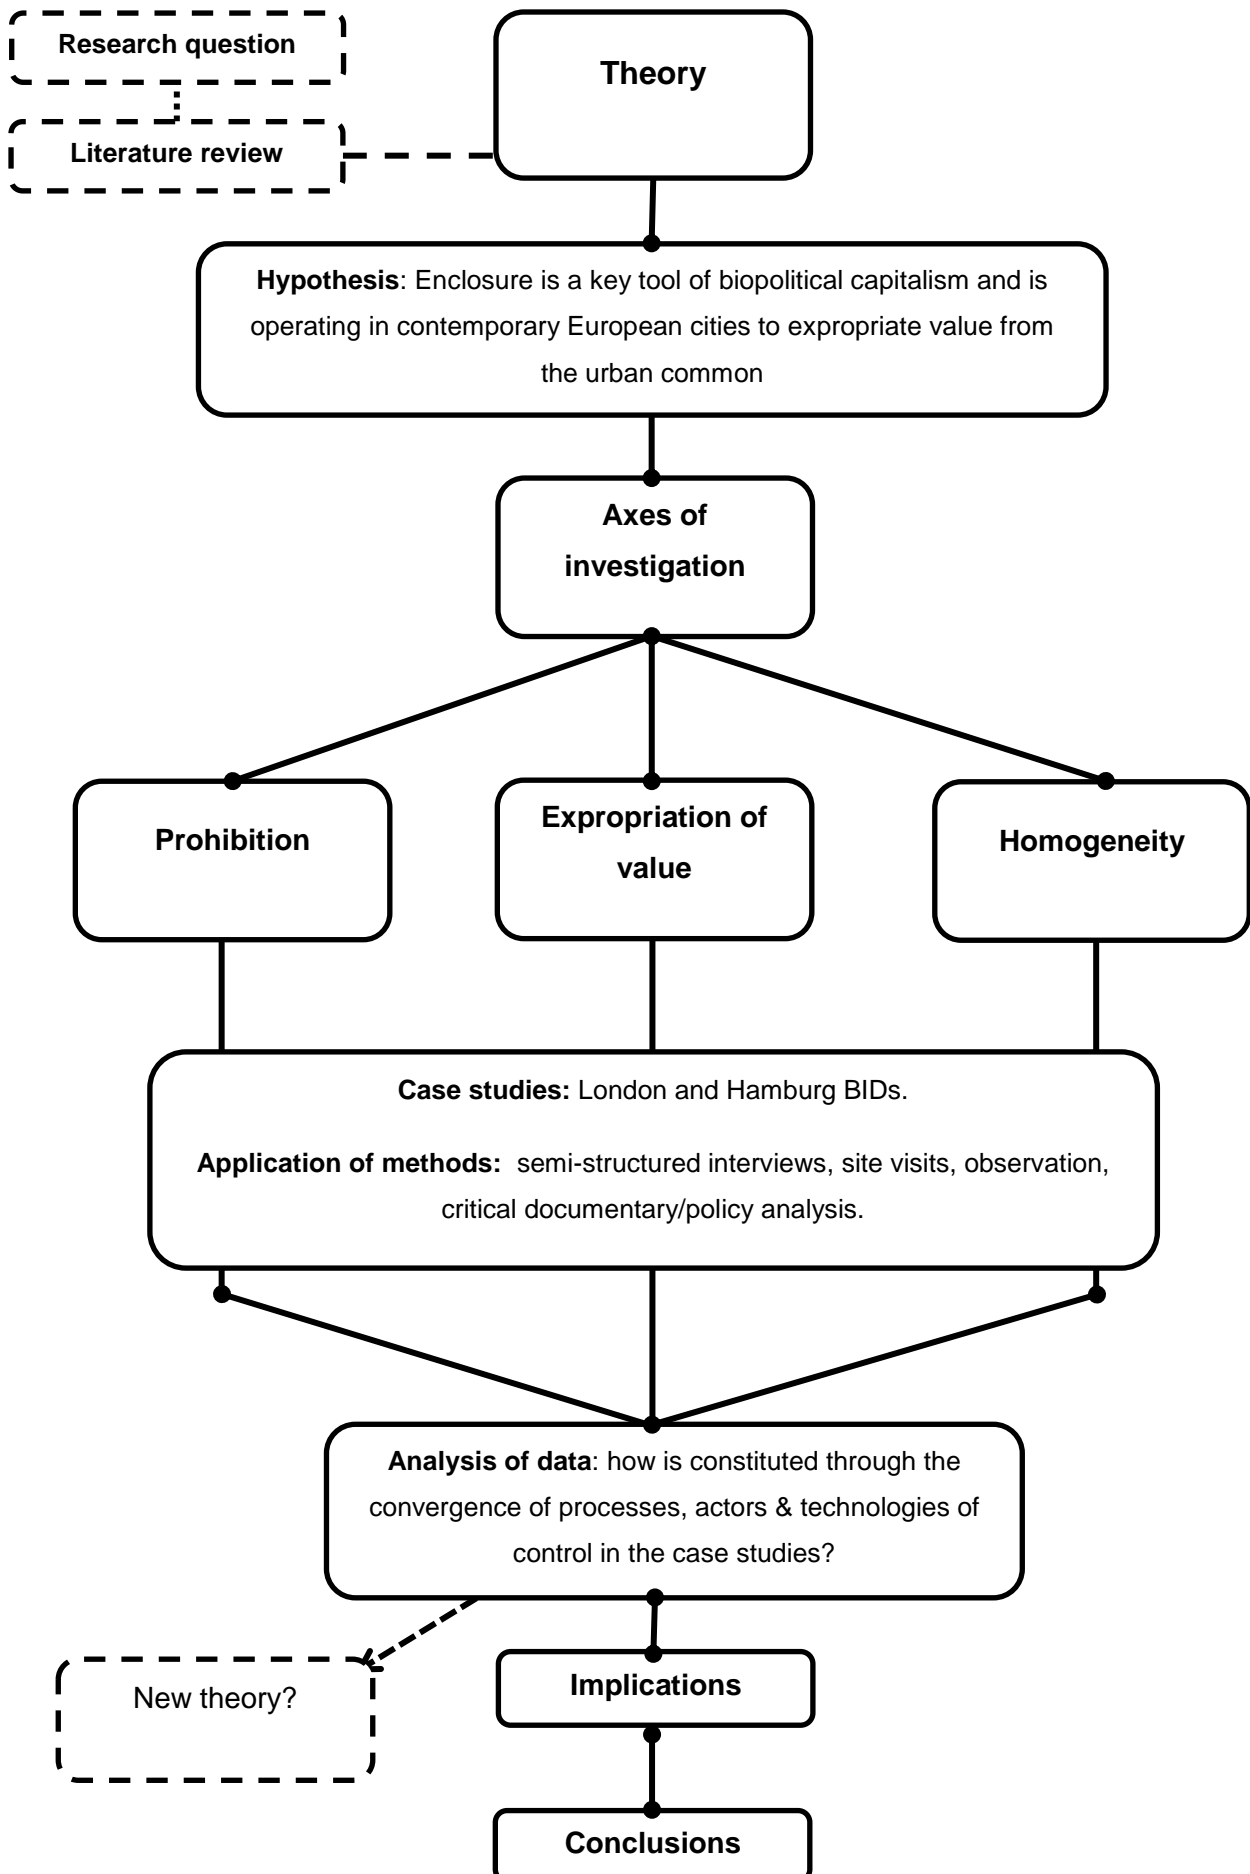 Research question
Theory
Literature review
Hypothesis: Enclosure is a key tool of biopolitical capitalism and is
operating in contemporary European cities to expropriate value from
the urban common
Axes of
investigation
Prohibition
Expropriation of
value
Homogeneity
Case studies: London and Hamburg BIDs.
Application of methods: semi-structured interviews, site visits, observation,
critical documentary/policy analysis.
Analysis of data: how is constituted through the
convergence of processes, actors & technologies of
control in the case studies?
New theory?
Implications
Conclusions